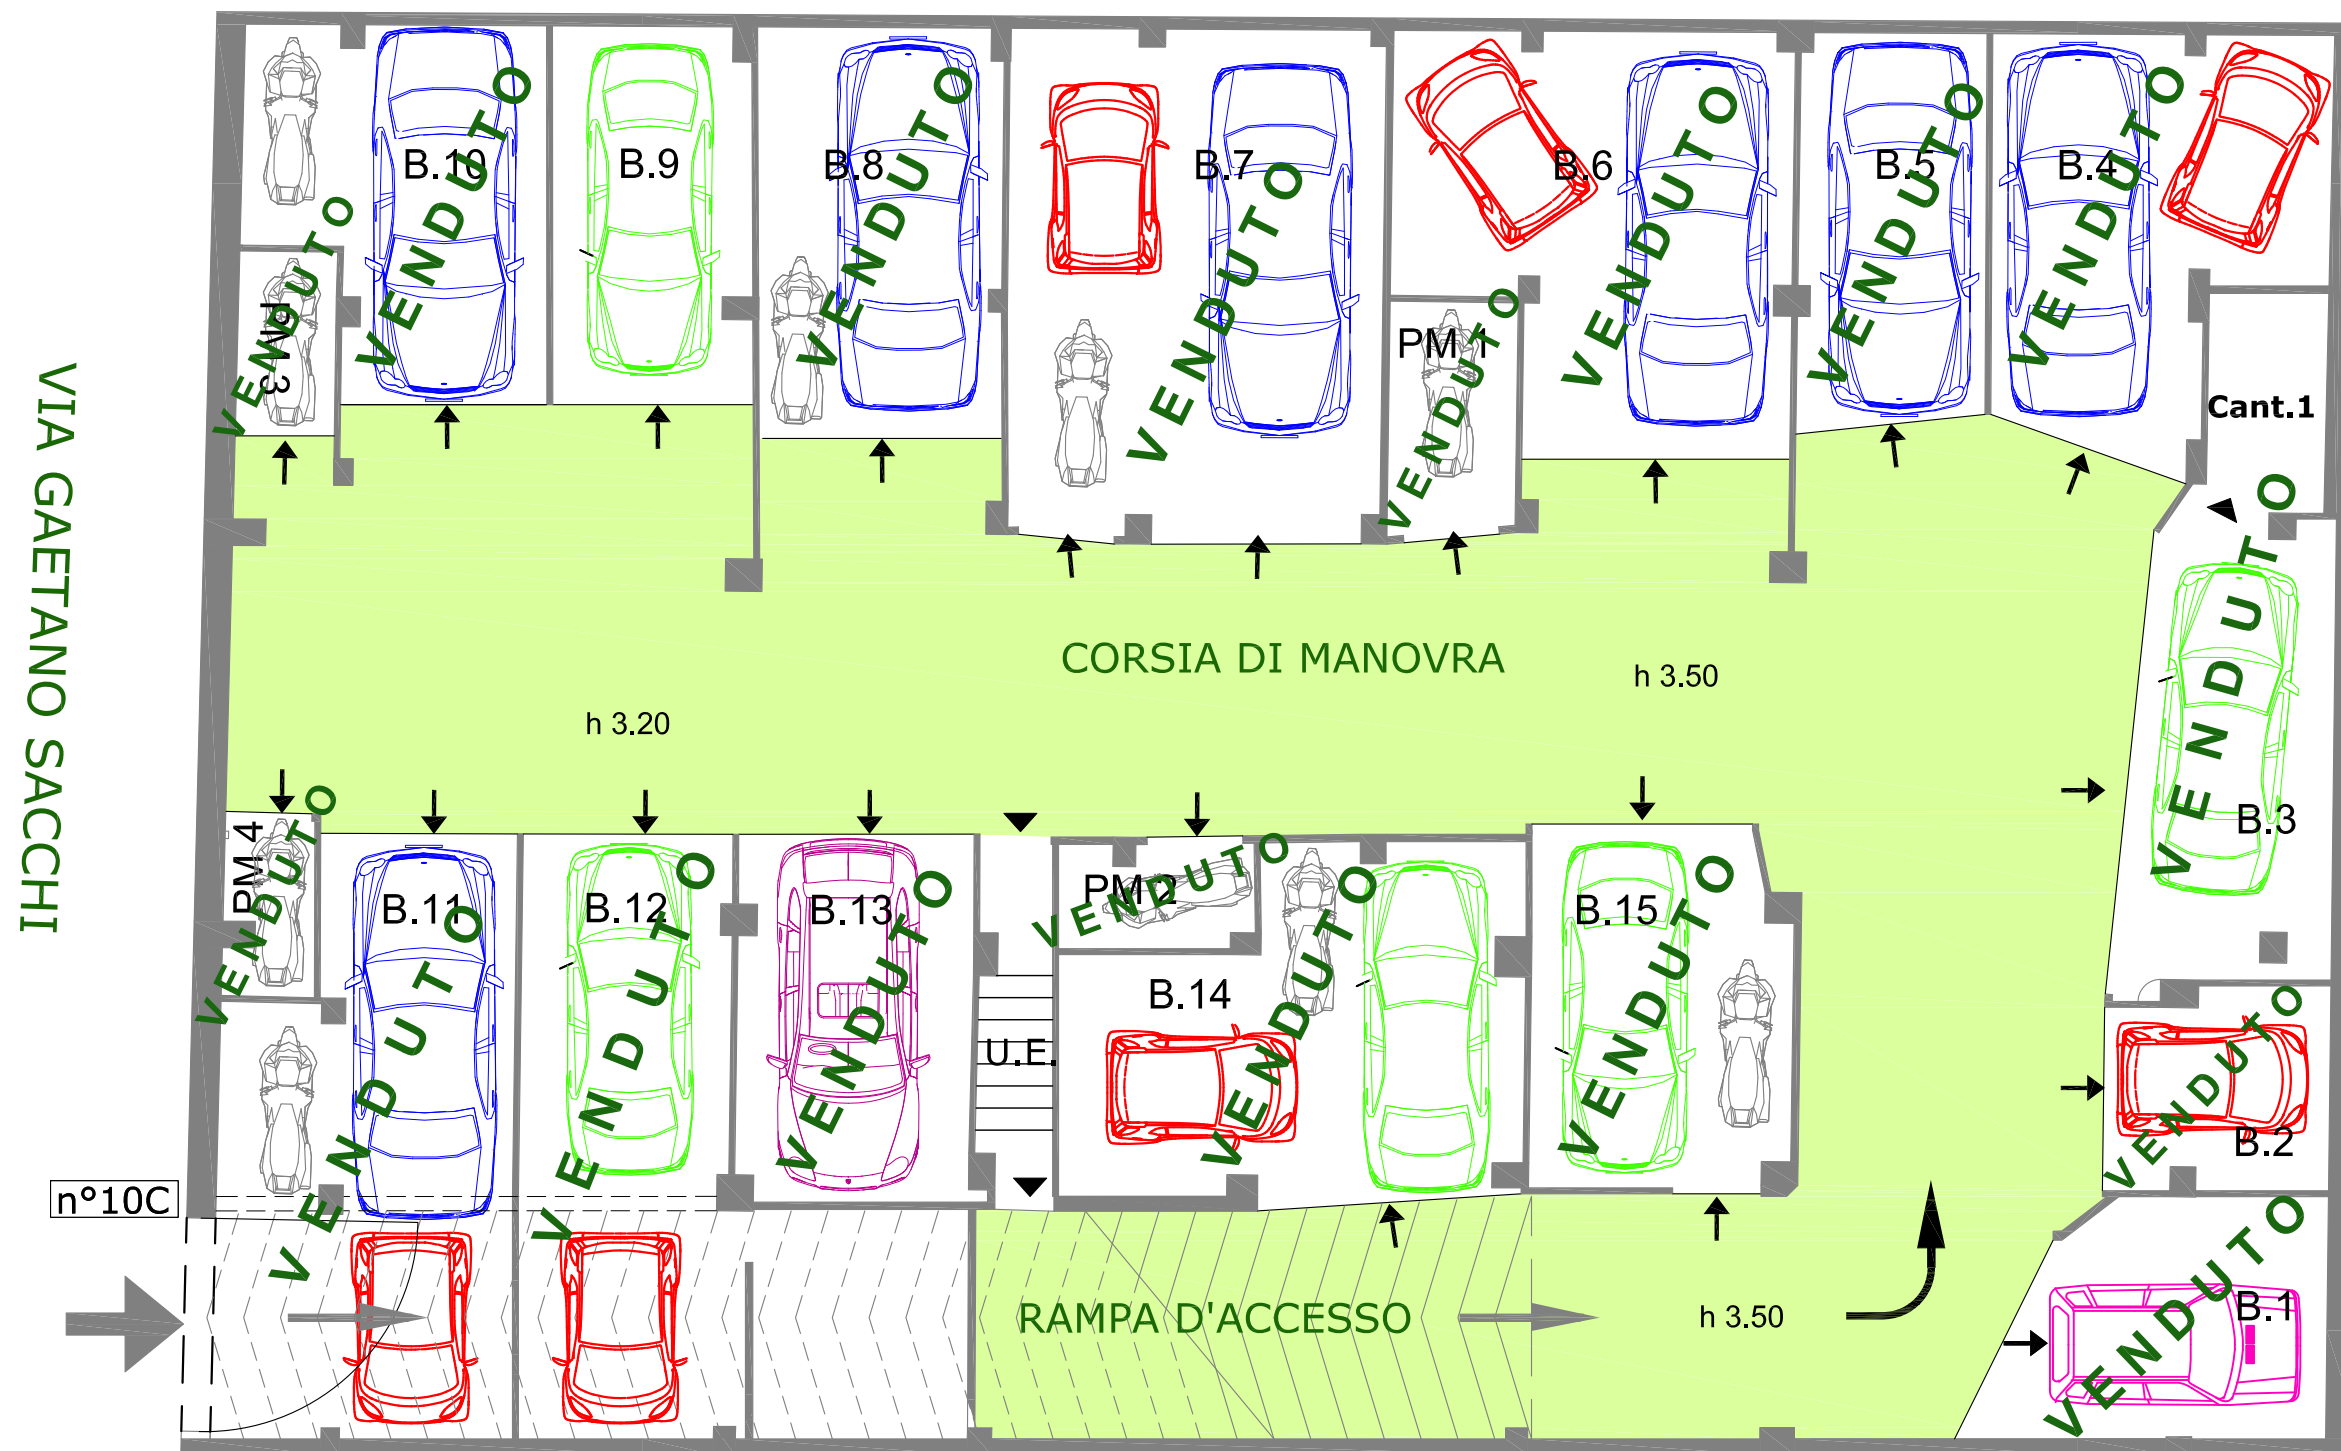 B.10
VENDUTO
B.9
B.8
VENDUTO
B.7
VENDUTO
B.6
VENDUTO
B.5
VENDUTO
B.4
VENDUTO
PM 3
VENDUTO
PM 1
VENDUTO
Cant.1
VIA GAETANO SACCHI
CORSIA DI MANOVRA
h 3.50
h 3.20
B.3
VENDUTO
PM 4
VENDUTO
B.11
VENDUTO
B.12
VENDUTO
B.13
VENDUTO
U.E.
PM 2
VENDUTO
B.14
VENDUTO
B.15
VENDUTO
B.2
VENDUTO
n°10C
RAMPA D'ACCESSO
h 3.50
B.1
VENDUTO